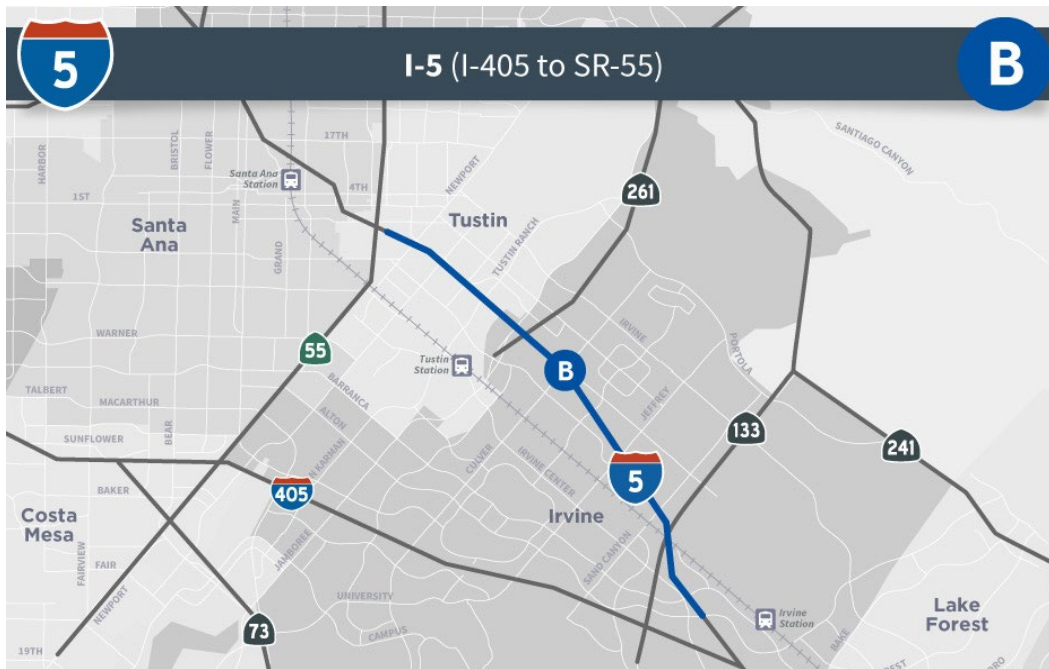 5
I-5 (I-405 to SR-55)
B
SANTIAGO CANYON
HARBOR
BRISTOL
FLOWER
17TH
NEWPORT
Santa Ana
Station
4TH
261
1ST
MAIN
Santa
Ana
Tustin
TUSTIN RANCH
GRAND
WARNER
55
IRVINE
PORTOLA
Tustin
Station
B
TALBERT
MACARTHUR
BARRANCA
ALTON
JEFFREY
133
241
SUNFLOWER
BEAR
CULVER
IRVINE CENTER
5
BAKER
405
Costa
Mesa
Irvine
JAMBOREE
SAND CANYON
FAIRVIEW
FAIR
NEWPORT
UNIVERSITY
CAMPUS
73
Irvine
Station
Lake
Forest
BAKE
19TH